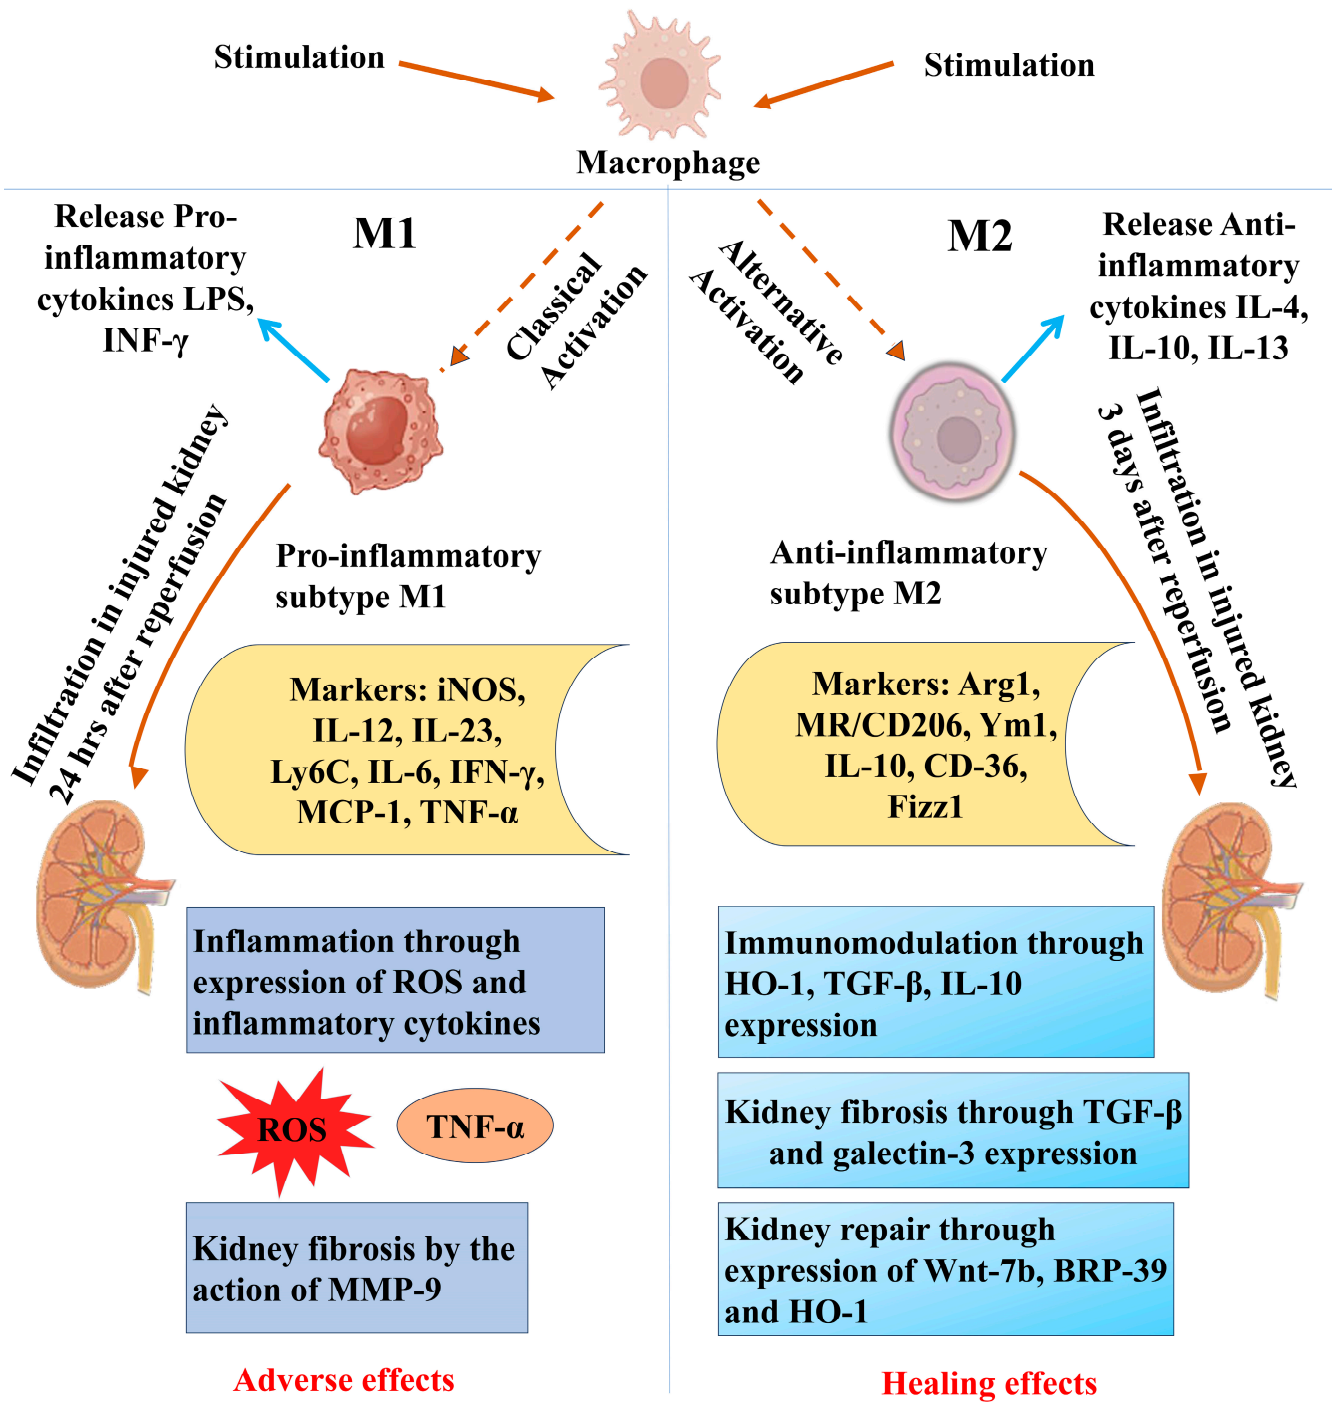 Stimulation
Stimulation
Macrophage
Release Pro-
inflammatory
cytokines LPS,
INF-γ
M1
Classical
Activation
Infiltration in injured kidney
24 hrs after reperfusion
Pro-inflammatory
subtype M1
Markers: iNOS,
IL-12, IL-23,
Ly6C, IL-6, IFN-γ,
MCP-1, TNF-α
Inflammation through
expression of ROS and
inflammatory cytokines
ROS
TNF-α
Kidney fibrosis by the
action of MMP-9
Adverse effects
Alternative
Activation
M2
Release Anti-
inflammatory
cytokines IL-4,
IL-10, IL-13
Infiltration in injured kidney
3 days after reperfusion
Anti-inflammatory
subtype M2
Markers: Arg1,
MR/CD206, Ym1,
IL-10, CD-36,
Fizz1
Immunomodulation through
HO-1, TGF-β, IL-10
expression
Kidney fibrosis through TGF-β
and galectin-3 expression
Kidney repair through
expression of Wnt-7b, BRP-39
and HO-1
Healing effects